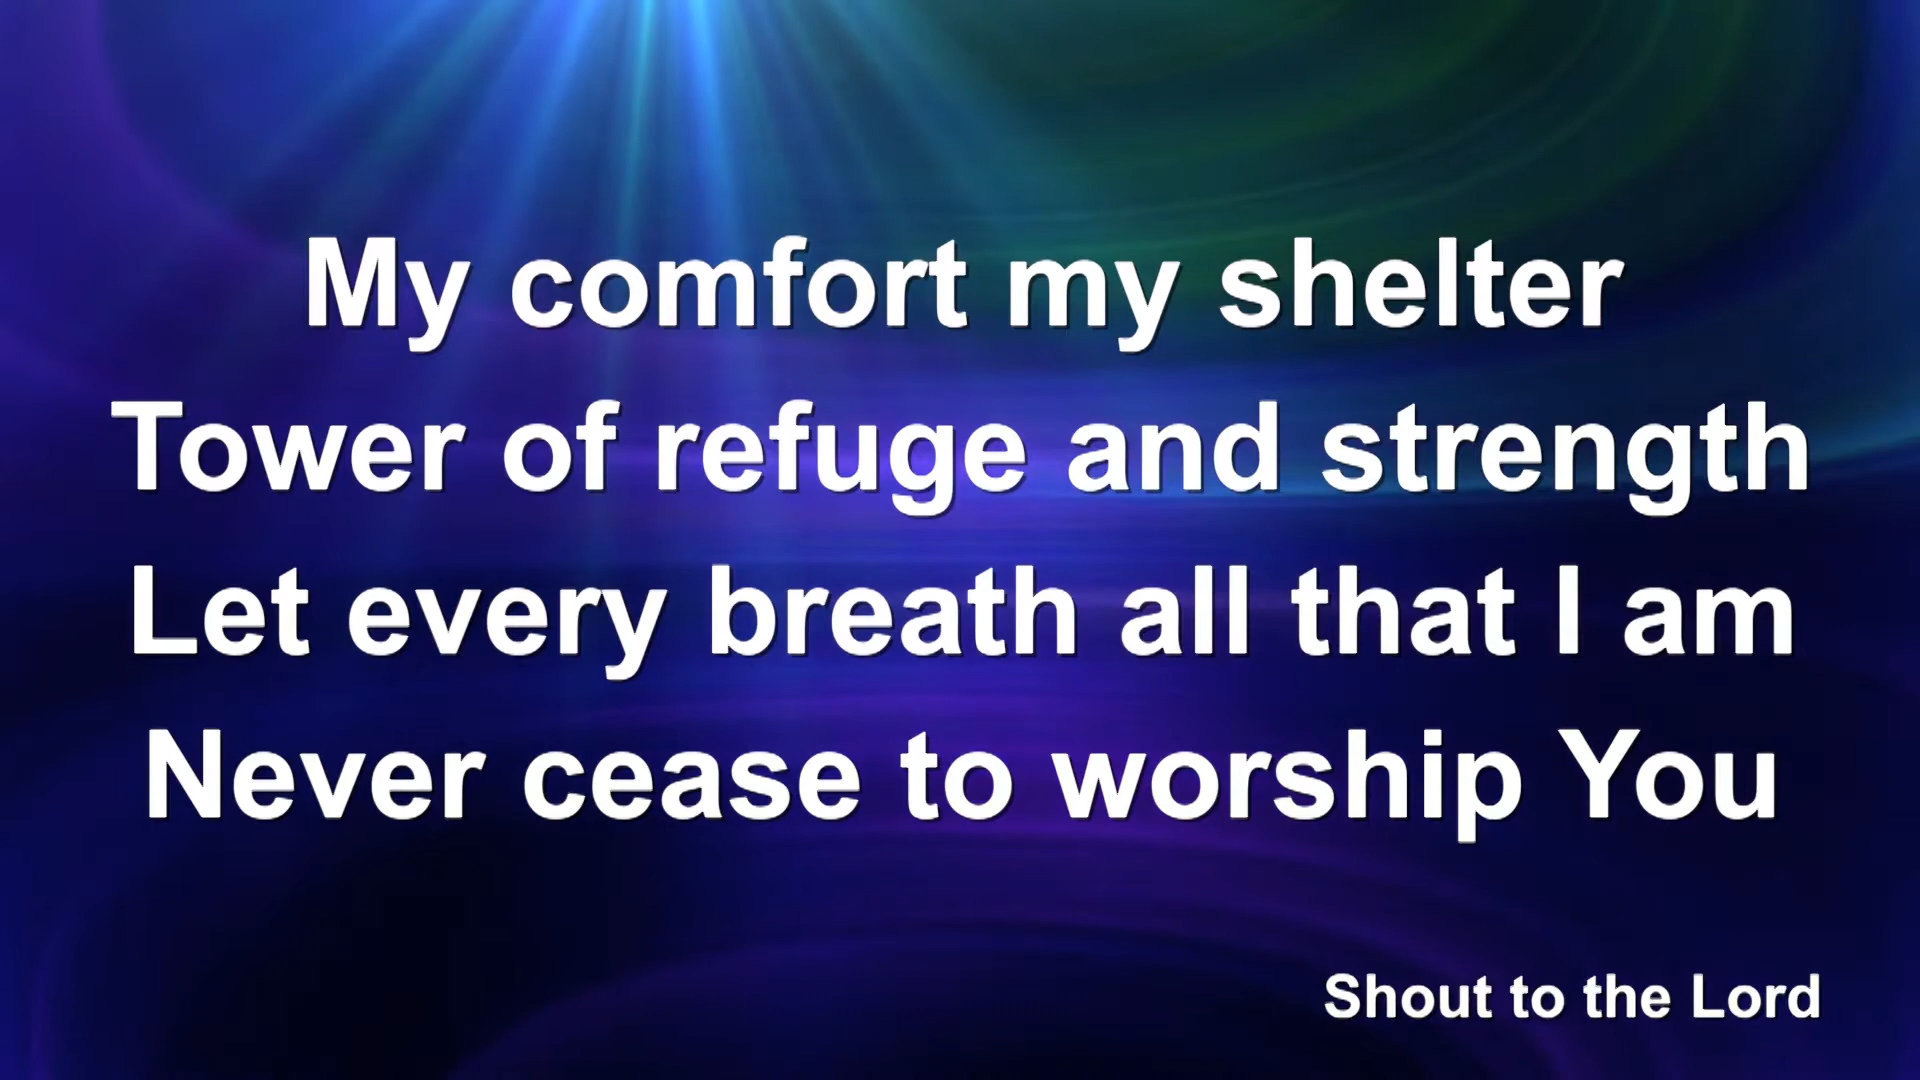 My comfort my shelter
Tower of refuge and strength
Let every breath all that I am
Never cease to worship You
Shout to the Lord